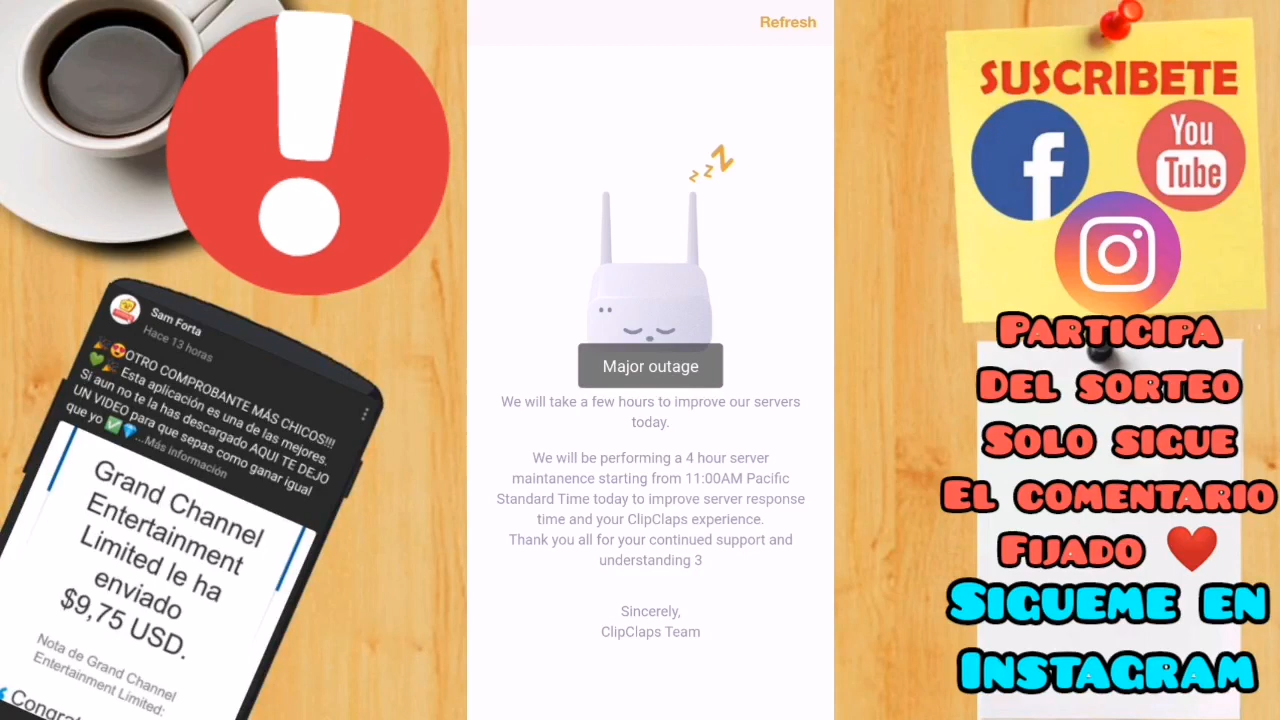 Refresh
z z Z
Major outage
We will take a few hours to improve our servers
today.
We will be performing a 4 hour server
maintanence starting from 11:00AM Pacific
Standard Time today to improve server response
time and your ClipClaps experience.
Thank you all for your continued support and
understanding 3
Sincerely,
ClipClaps Team
Sam Forta
Hace 13 horas
🎉😍OTRO COMPROBANTE MÁS CHICOS!!!
💚🎉 Esta aplicación es una de las mejores.
Si aun no te la has descargado AQUI TE DEJO
UN VIDEO para que sepas como ganar igual
que yo ✅💎...Más información
Grand Channel
Entertainment
Limited le ha
enviado
$9,75 USD.
Nota de Grand Channel
Entertainment Limited:
SUSCRIBETE
f
You
Tube
PARTICIPA
DEL SORTEO
SOLO SIGUE
EL COMENTARIO
FIJADO ❤️
SIGUEME EN
INSTAGRAM